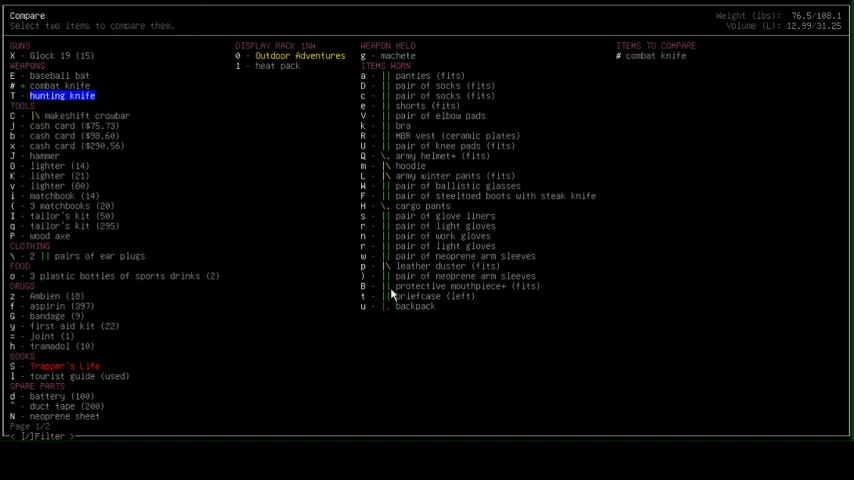 Compare
Select two items to compare them.
Weight (lbs): 76.5/108.1
Volume (L): 12.99/31.25
GUNS
X - Glock 19 (15)
WEAPONS
E - baseball bat
# + combat knife
T - hunting knife
TOOLS
C - |\ makeshift crowbar
j - cash card ($75.73)
b - cash card ($98.60)
x - cash card ($290.56)
J - hammer
O - lighter (14)
K - lighter (21)
v - lighter (80)
i - matchbook (14)
( - 3 matchbooks (20)
I - tailor's kit (50)
q - tailor's kit (295)
P - wood axe
CLOTHING
\ - 2 || pairs of ear plugs
FOOD
o - 3 plastic bottles of sports drinks (2)
DRUGS
z - Ambien (18)
f - aspirin (397)
G - bandage (9)
y - first aid kit (22)
= - joint (1)
h - tramadol (10)
BOOKS
S - Trapper's Life
l - tourist guide (used)
SPARE PARTS
d - battery (100)
^ - duct tape (200)
N - neoprene sheet
Page 1/2
< [/]Filter >
DISPLAY RACK 1NW
0 - Outdoor Adventures
1 - heat pack
WEAPON HELD
g - machete
ITEMS WORN
a - || panties (fits)
D - || pair of socks (fits)
c - || pair of socks (fits)
e - || shorts (fits)
V - || pair of elbow pads
k - || bra
R - || MBR vest (ceramic plates)
U - || pair of knee pads (fits)
Q - \. army helmet+ (fits)
m - |\ hoodie
L - |\ army winter pants (fits)
W - || pair of ballistic glasses
F - || pair of steeltoed boots with steak knife
H - \. cargo pants
s - || pair of glove liners
r - || pair of light gloves
n - || pair of work gloves
r - || pair of light gloves
w - || pair of neoprene arm sleeves
p - |\ leather duster (fits)
) - || pair of neoprene arm sleeves
B - || protective mouthpiece+ (fits)
t - || briefcase (left)
u - |. backpack
ITEMS TO COMPARE
# combat knife